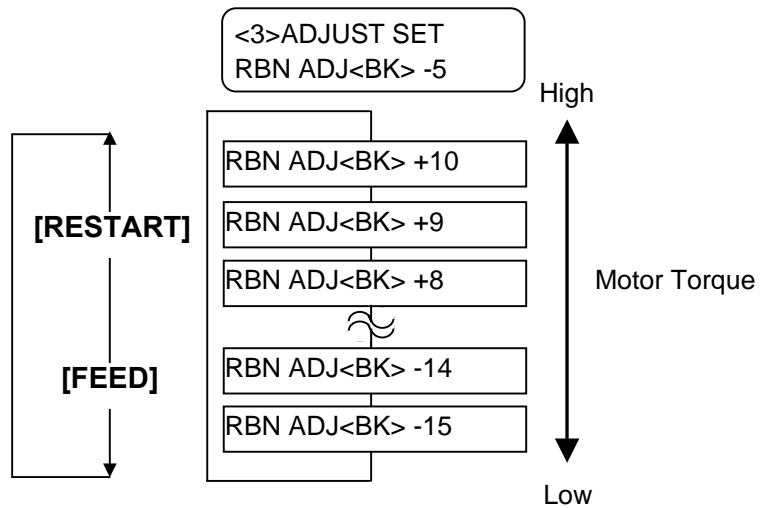 <3>ADJUST SET
RBN ADJ<BK> -5
High
RBN ADJ<BK> +10
[RESTART]
RBN ADJ<BK> +9
RBN ADJ<BK> +8
Motor Torque
[FEED]
RBN ADJ<BK> -14
RBN ADJ<BK> -15
Low